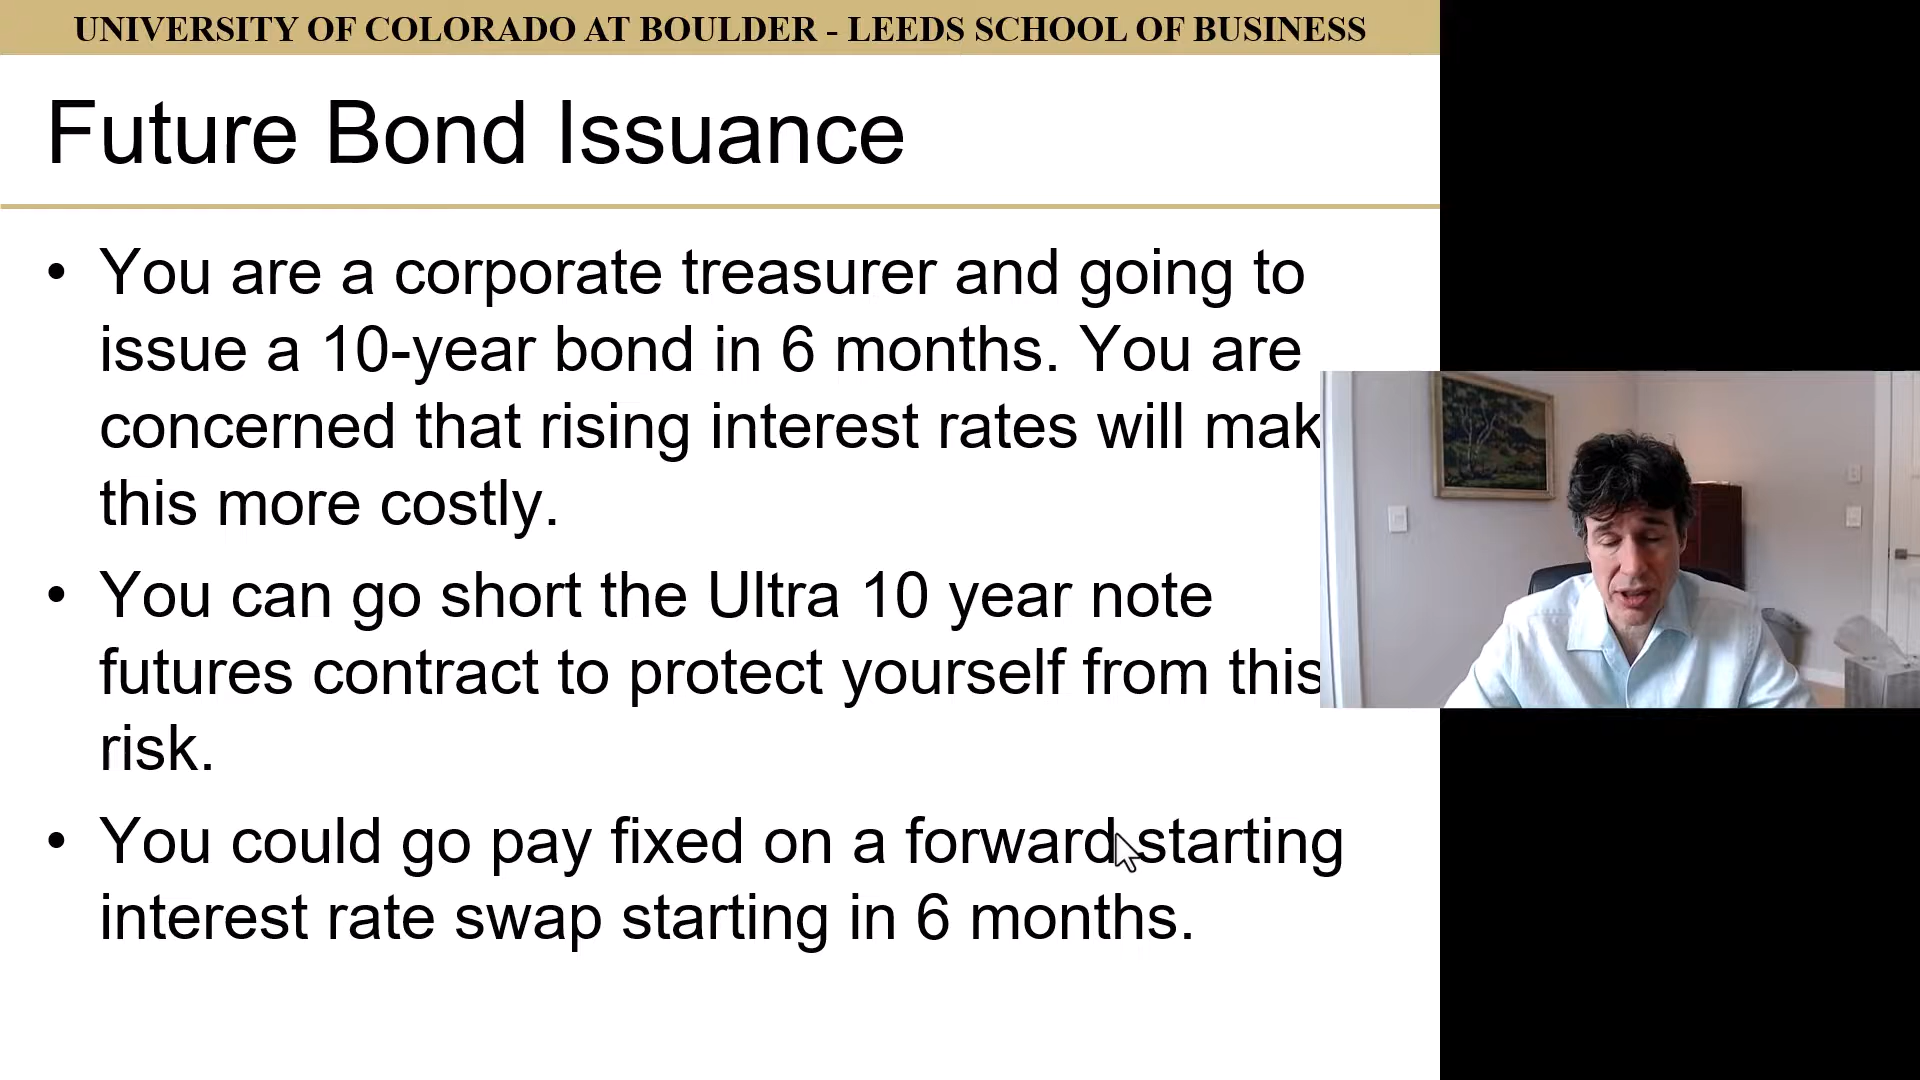 UNIVERSITY OF COLORADO AT BOULDER - LEEDS SCHOOL OF BUSINESS
Future Bond Issuance
• You are a corporate treasurer and going to
issue a 10-year bond in 6 months. You are
concerned that rising interest rates will mak
this more costly.
• You can go short the Ultra 10 year note
futures contract to protect yourself from this
risk.
• You could go pay fixed on a forward starting
interest rate swap starting in 6 months.